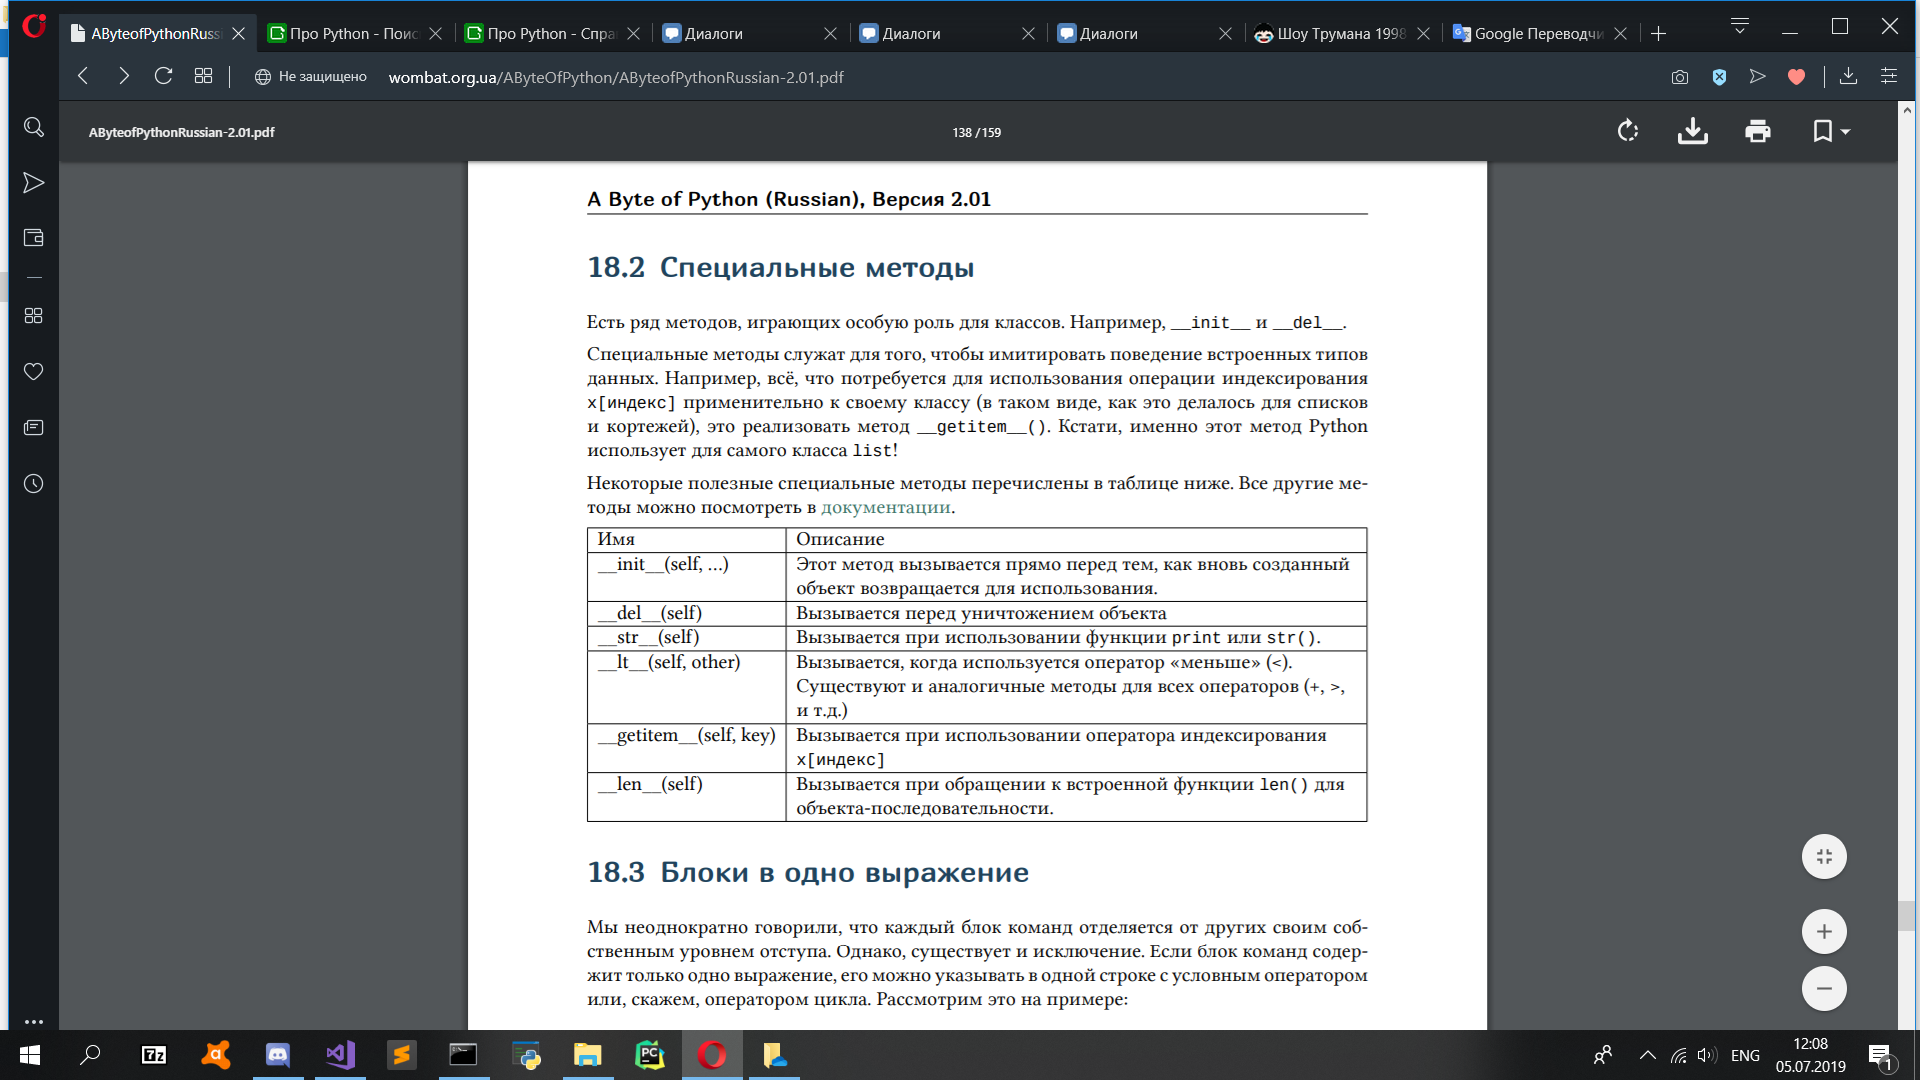 AByteofPythonRuss
Про Python - Поис
Про Python - Спра
Диалоги
Диалоги
Диалоги
Шоу Трумана 1998
Google Переводчи
Не защищено
wombat.org.ua/AByteOfPython/AByteofPythonRussian-2.01.pdf
AByteofPythonRussian-2.01.pdf
138 / 159
A Byte of Python (Russian), Версия 2.01
18.2 Специальные методы
Есть ряд методов, играющих особую роль для классов. Например, __init__ и __del__.
Специальные методы служат для того, чтобы имитировать поведение встроенных типов
данных. Например, всё, что потребуется для использования операции индексирования
x[индекс] применительно к своему классу (в таком виде, как это делалось для списков
и кортежей), это реализовать метод __getitem__(). Кстати, именно этот метод Python
использует для самого класса list!
Некоторые полезные специальные методы перечислены в таблице ниже. Все другие ме-
тоды можно посмотреть в документации.
Имя Описание
__init__(self, ...) Этот метод вызывается прямо перед тем, как вновь созданный
объект возвращается для использования.
__del__(self) Вызывается перед уничтожением объекта
__str__(self) Вызывается при использовании функции print или str().
__lt__(self, other) Вызывается, когда используется оператор «меньше» (<).
Существуют и аналогичные методы для всех операторов (+, >,
и т.д.)
__getitem__(self, key) Вызывается при использовании оператора индексирования
x[индекс]
__len__(self) Вызывается при обращении к встроенной функции len() для
объекта-последовательности.
18.3 Блоки в одно выражение
Мы неоднократно говорили, что каждый блок команд отделяется от других своим соб-
ственным уровнем отступа. Однако, существует и исключение. Если блок команд содер-
жит только одно выражение, его можно указывать в одной строке с условным оператором
или, скажем, оператором цикла. Рассмотрим это на примере:
7z
PC
ENG
12:08
05.07.2019
1